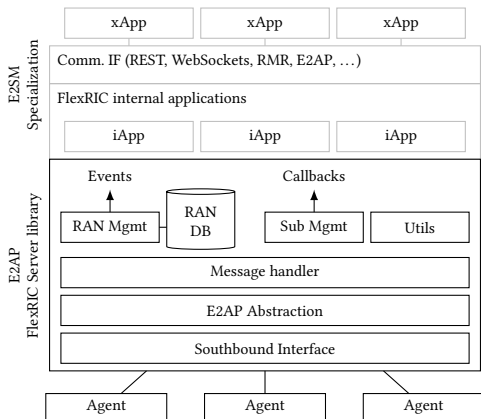 xApp xApp xApp
Comm. IF (REST, WebSockets, RMR, E2AP, …)
FlexRIC internal applications
iApp iApp iApp
E2SM
Specialization
Events Callbacks
RAN Mgmt RAN DB Sub Mgmt Utils
Message handler
E2AP Abstraction
Southbound Interface
E2AP
FlexRIC Server library
Agent Agent Agent